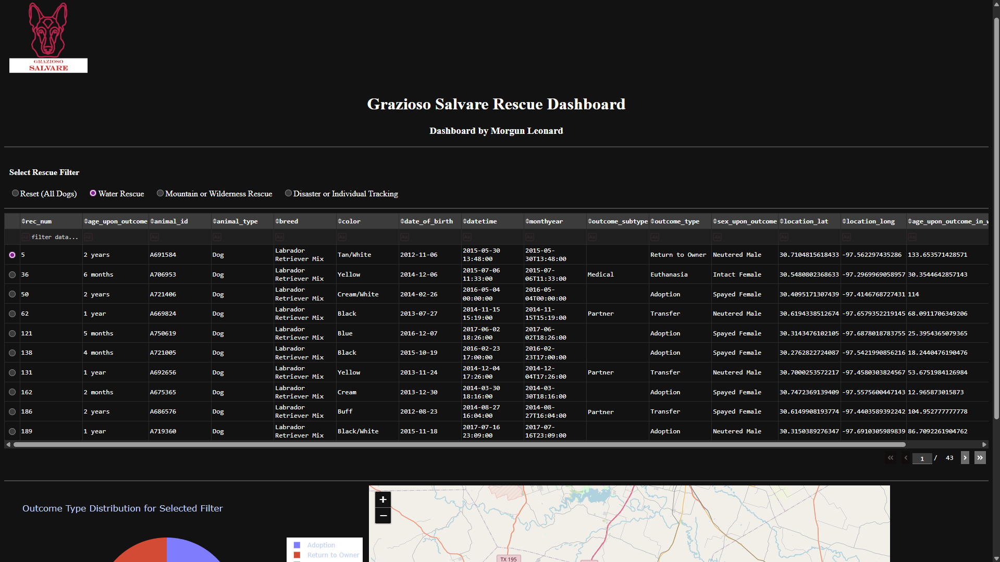 GRAZIOSO
SALVARE
Grazioso Salvare Rescue Dashboard
Dashboard by Morgun Leonard
Select Rescue Filter
Reset (All Dogs) Water Rescue Mountain or Wilderness Rescue Disaster or Individual Tracking
rec_num age_upon_outcome animal_id animal_type breed color date_of_birth datetime monthyear outcome_subtype outcome_type sex_upon_outcome location_lat location_long age_upon_outcome_in_w
Aa filter data... Aa Aa Aa Aa Aa Aa Aa Aa Aa Aa Aa Aa Aa Aa
5 2 years A691584 Dog Labrador Retriever Mix Tan/White 2012-11-06 2015-05-30 13:48:00 2015-05-30T13:48:00 Return to Owner Neutered Male 30.7104815618433 -97.562297435286 133.653571428571
36 6 months A706953 Dog Labrador Retriever Mix Yellow 2014-12-06 2015-07-06 11:33:00 2015-07-06T11:33:00 Medical Euthanasia Intact Female 30.5480802368633 -97.2969969058957 30.3544642857143
50 2 years A721406 Dog Labrador Retriever Mix Cream/White 2014-02-26 2016-05-04 00:00:00 2016-05-04T00:00:00 Adoption Spayed Female 30.4095171307439 -97.4146768727431 114
62 1 year A669824 Dog Labrador Retriever Mix Black 2013-07-27 2014-11-15 15:19:00 2014-11-15T15:19:00 Partner Transfer Neutered Male 30.6194338512674 -97.6579352219145 68.0911706349206
121 5 months A750619 Dog Labrador Retriever Mix Blue 2016-12-07 2017-06-02 18:26:00 2017-06-02T18:26:00 Adoption Spayed Female 30.3143476102105 -97.6878018783755 25.3954365079365
138 4 months A721005 Dog Labrador Retriever Mix Black 2015-10-19 2016-02-23 17:00:00 2016-02-23T17:00:00 Adoption Spayed Female 30.2762822724087 -97.5421990856216 18.2440476190476
131 1 year A692656 Dog Labrador Retriever Mix Yellow 2013-11-24 2014-12-04 17:26:00 2014-12-04T17:26:00 Partner Transfer Neutered Male 30.7000253572217 -97.4580303824567 53.6751984126984
162 2 months A675365 Dog Labrador Retriever Mix Cream 2013-12-30 2014-03-30 18:16:00 2014-03-30T18:16:00 Adoption Spayed Female 30.7472369139409 -97.5575600447143 12.965873015873
186 2 years A686576 Dog Labrador Retriever Mix Buff 2012-08-23 2014-08-27 16:04:00 2014-08-27T16:04:00 Partner Transfer Spayed Female 30.6149908193774 -97.4403589392242 104.952777777778
189 1 year A719360 Dog Labrador Retriever Mix Black/White 2015-11-18 2017-07-16 23:09:00 2017-07-16T23:09:00 Adoption Neutered Male 30.3150389276347 -97.6910305989839 86.7092261904762
1 / 43
Outcome Type Distribution for Selected Filter
Adoption
Return to Owner
+
−
TX 195